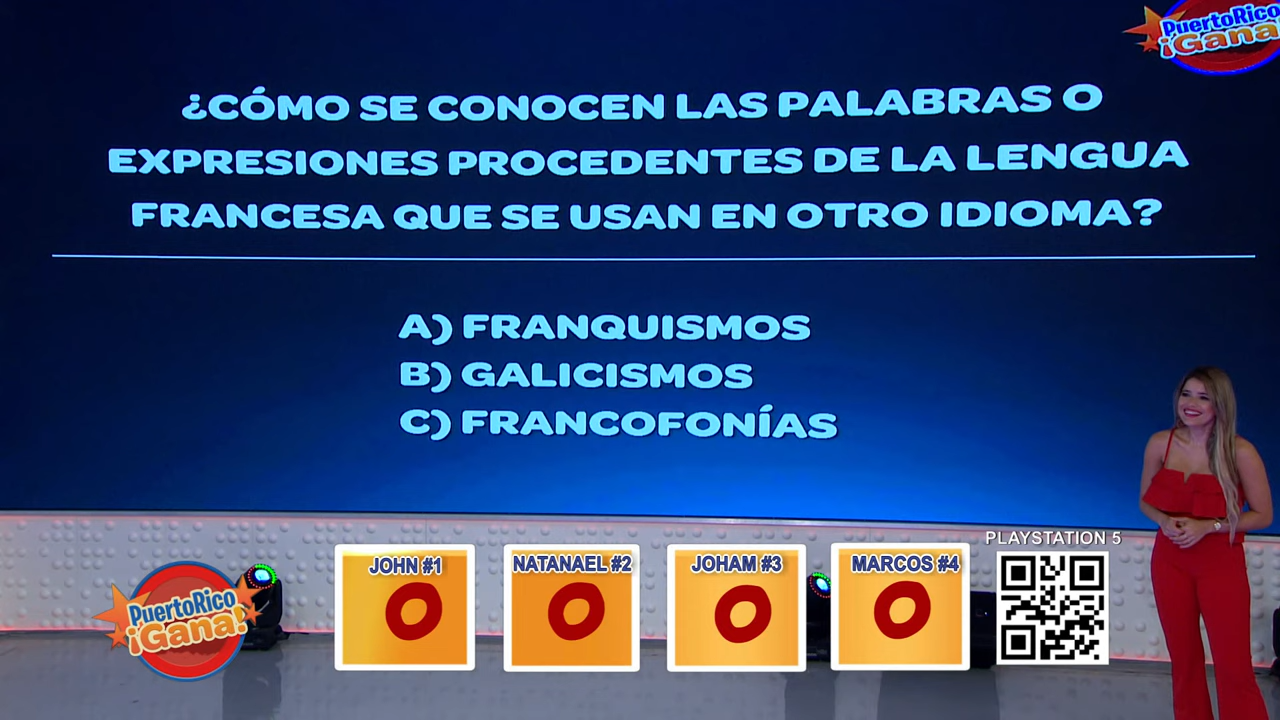 PuertoRico
¡Gana!
¿CÓMO SE CONOCEN LAS PALABRAS O
EXPRESIONES PROCEDENTES DE LA LENGUA
FRANCESA QUE SE USAN EN OTRO IDIOMA?
A) FRANQUISMOS
B) GALICISMOS
C) FRANCOFONÍAS
PLAYSTATION 5
JOHN #1
NATANAEL #2
JOHAM #3
MARCOS #4
0
0
0
0
PuertoRico
¡Gana!